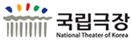 국립극장
National Theater of Korea